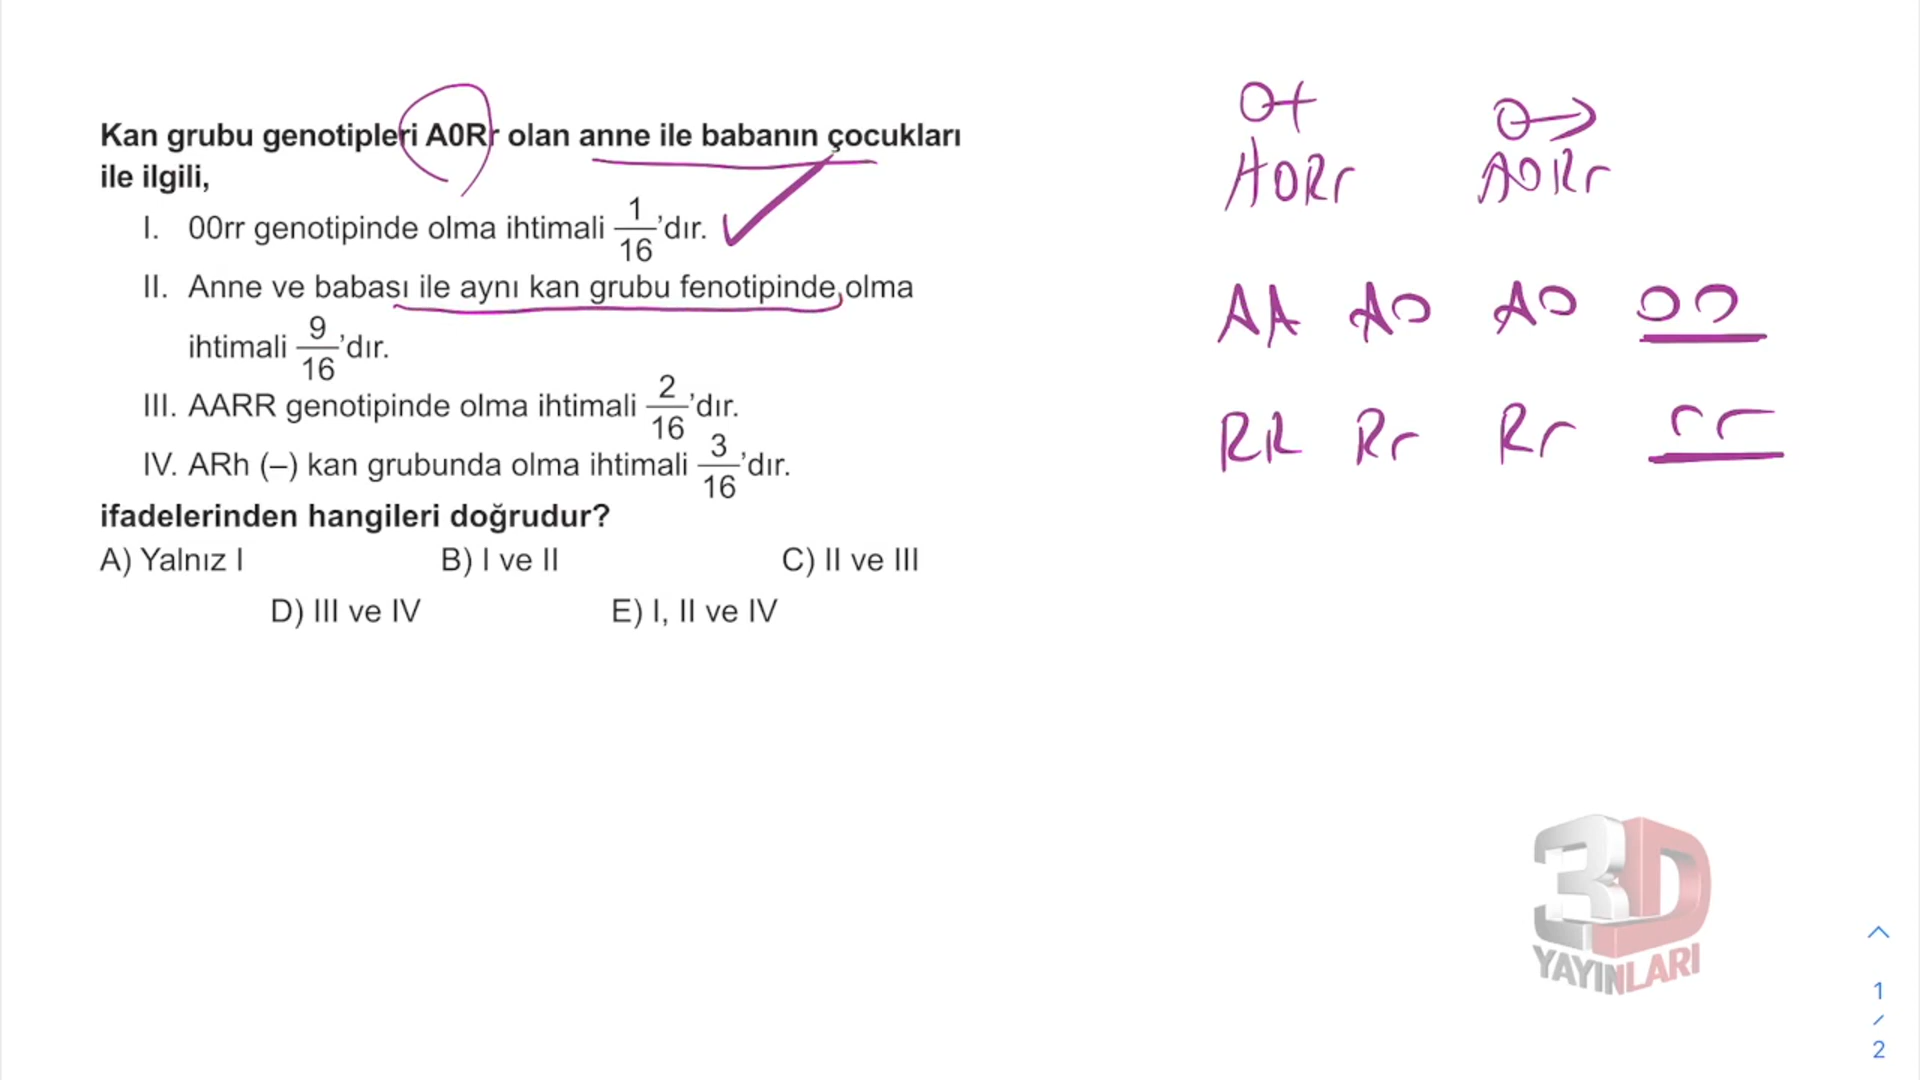 Kan grubu genotipleri A0Rr olan anne ile babanın çocukları
ile ilgili,
I. 00rr genotipinde olma ihtimali 1/16'dır.
II. Anne ve babası ile aynı kan grubu fenotipinde olma
ihtimali 9/16'dır.
III. AARR genotipinde olma ihtimali 2/16'dır.
IV. ARh (–) kan grubunda olma ihtimali 3/16'dır.
ifadelerinden hangileri doğrudur?
A) Yalnız I B) I ve II C) II ve III
D) III ve IV E) I, II ve IV
A0Rr A0Rr
AA A0 A0 00
RR Rr Rr rr
3D
YAYINLARI
1
/
2